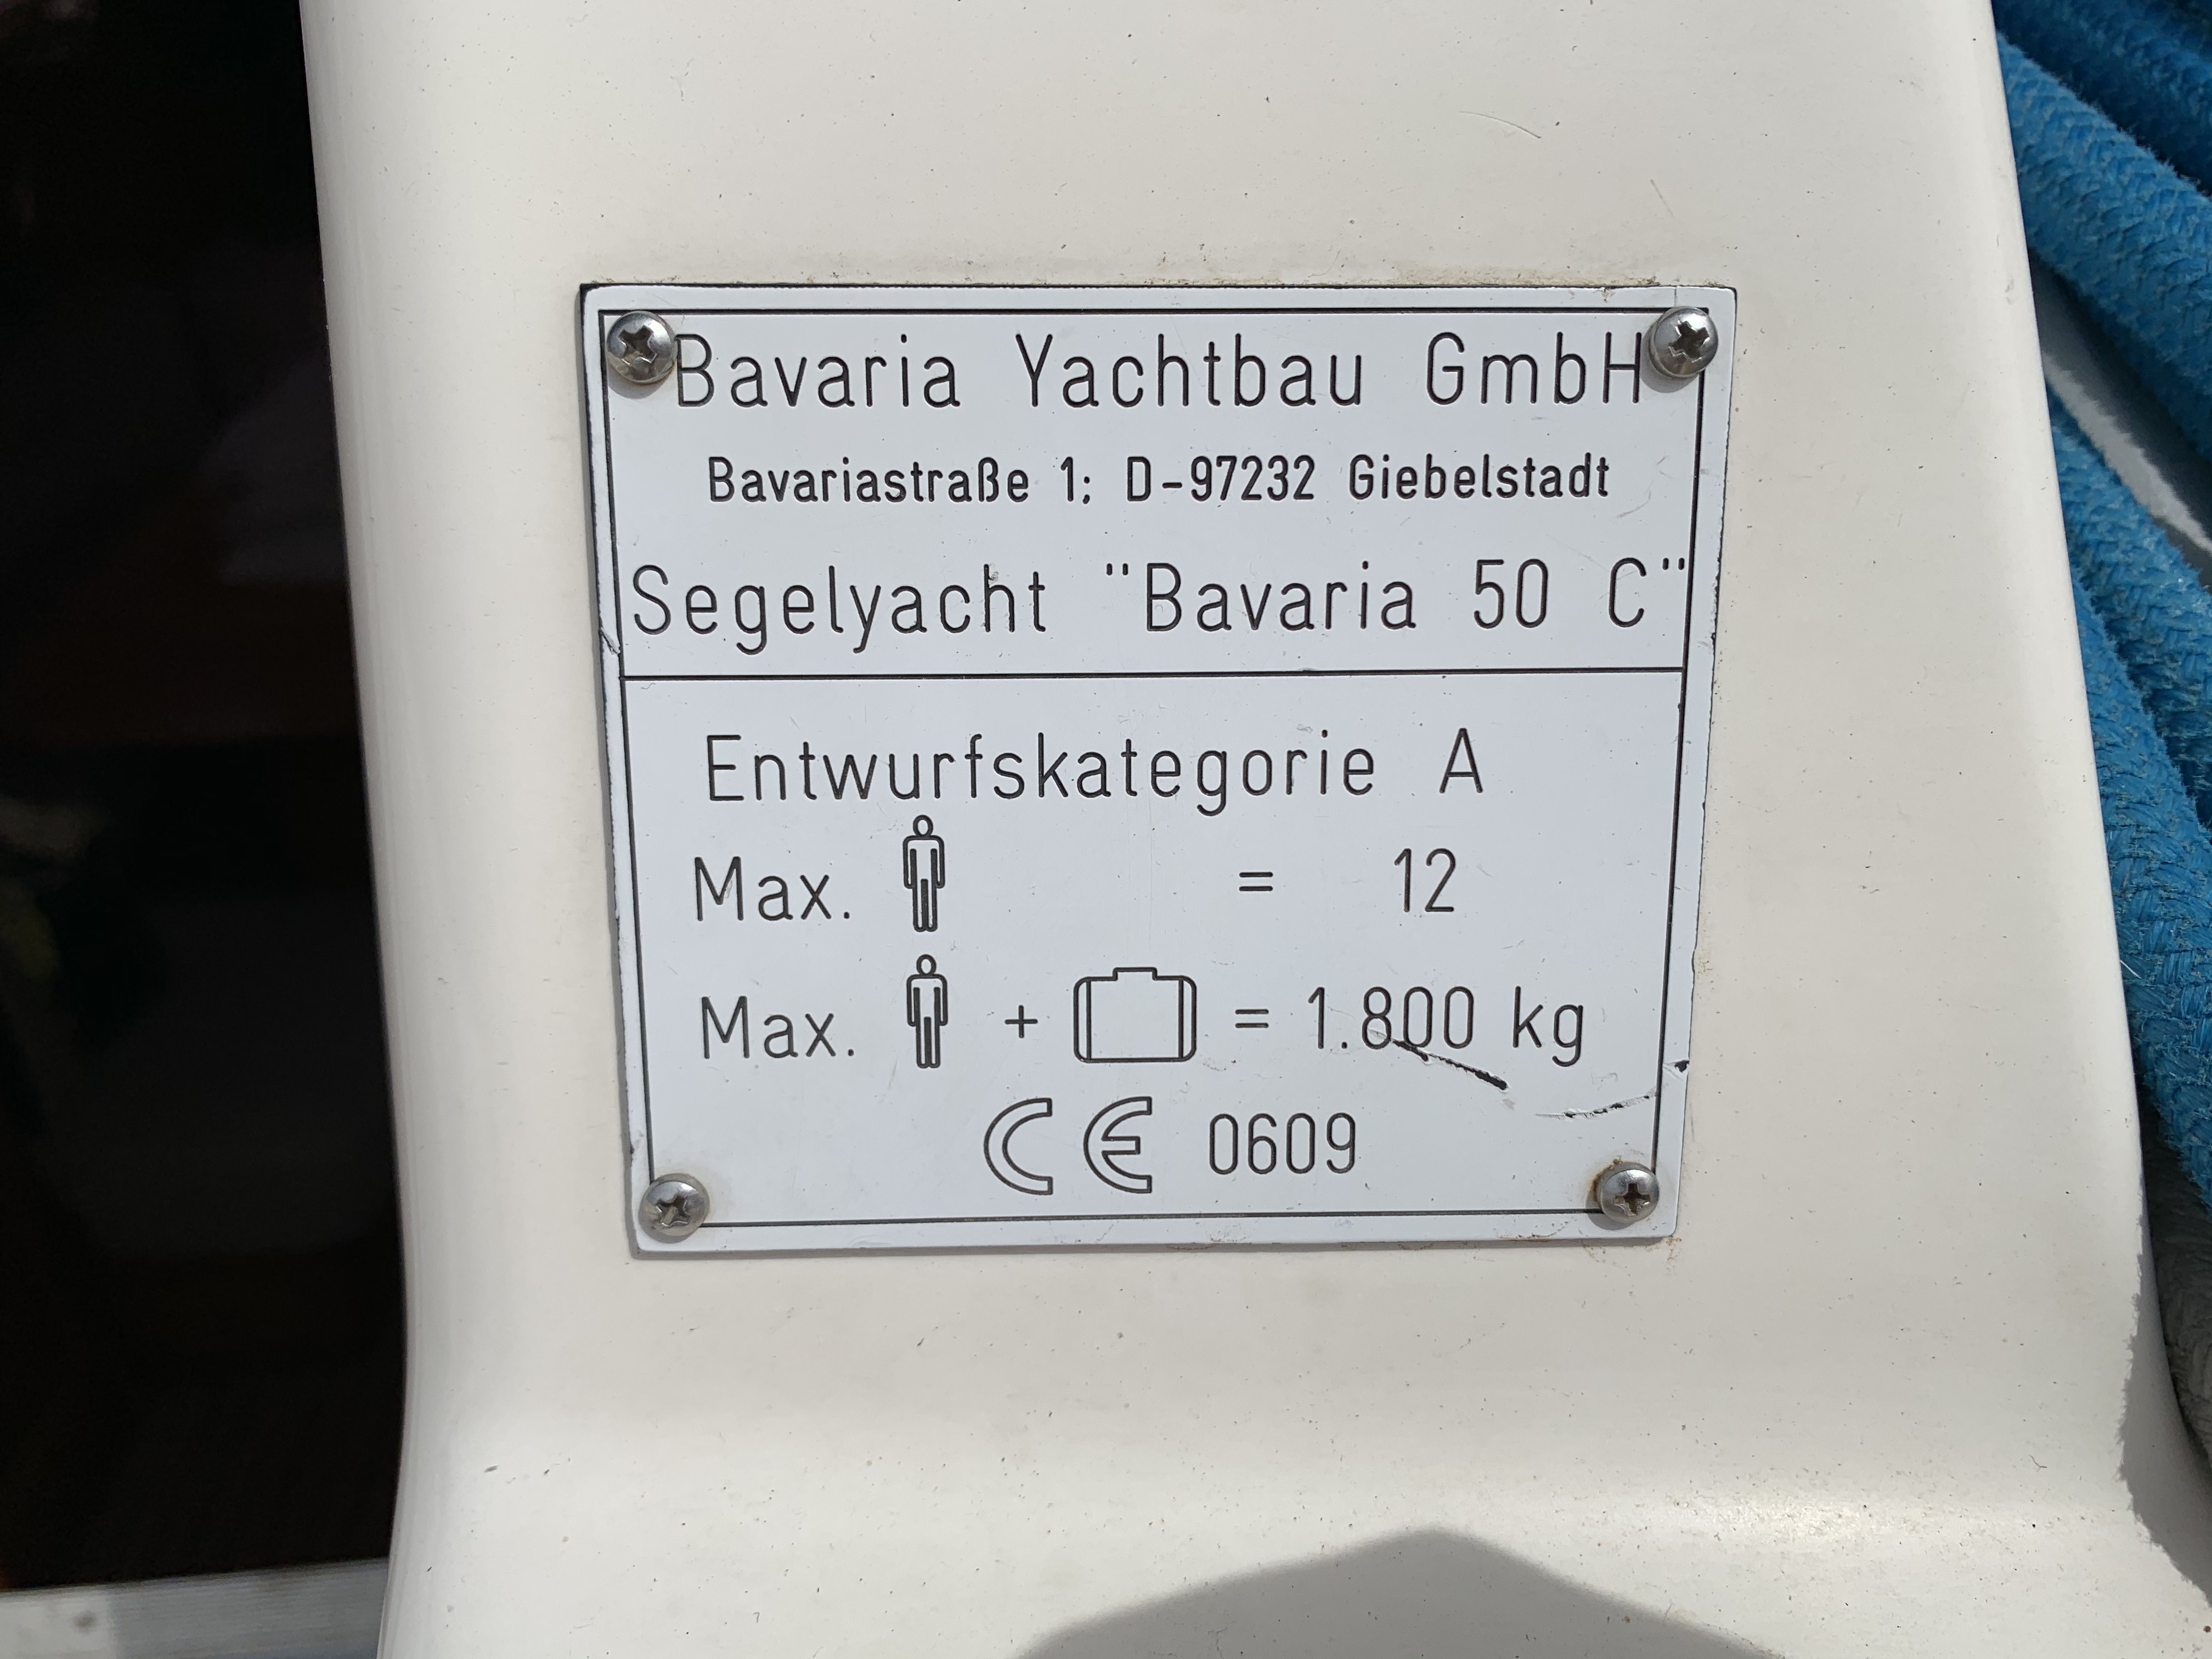 Bavaria Yachtbau GmbH
Bavariastraße 1; D-97232 Giebelstadt
Segelyacht "Bavaria 50 C"
Entwurfskategorie A
Max. = 12
Max. + = 1.800 kg
CE 0609